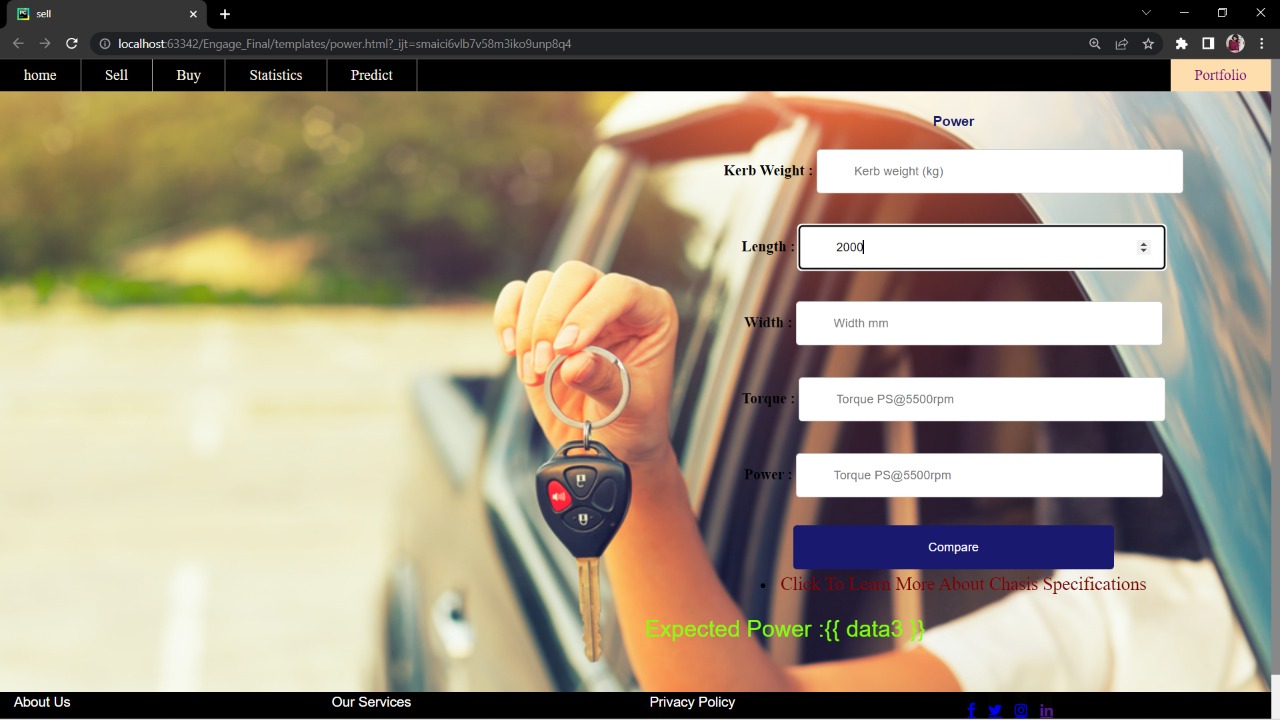 sell
localhost:63342/Engage_Final/templates/power.html?_ijt=smaici6vlb7v58m3iko9unp8q4
home Sell Buy Statistics Predict Portfolio
Power
Kerb Weight : Kerb weight (kg)
Length : 2000
Width : Width mm
Torque : Torque PS@5500rpm
Power : Torque PS@5500rpm
Compare
Click To Learn More About Chasis Specifications
Expected Power :{{ data3 }}
About Us Our Services Privacy Policy